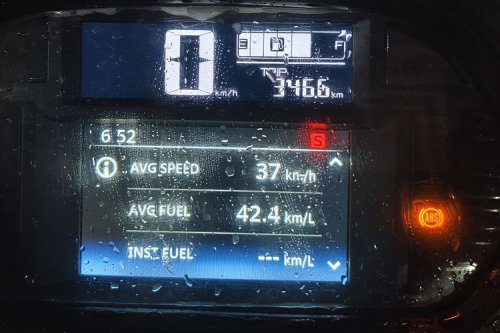 0 km/h
E F
TRIP
346.6 km
6 52
S
AVG SPEED 37 km/h
AVG FUEL 42.4 km/L
INST FUEL --- km/L
ABS